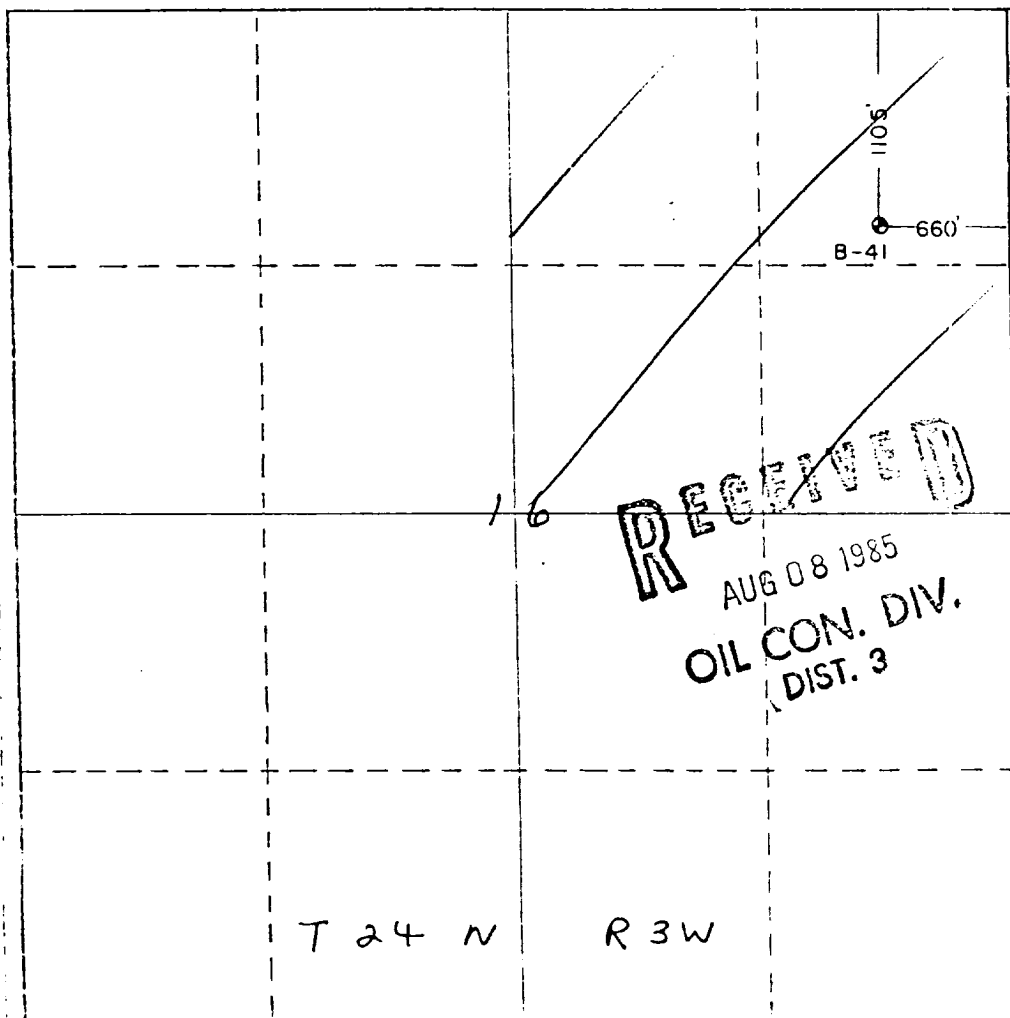 1105'
660'
B-41
16
RECEIVED
AUG 08 1985
OIL CON. DIV.
DIST. 3
T 24 N R 3W